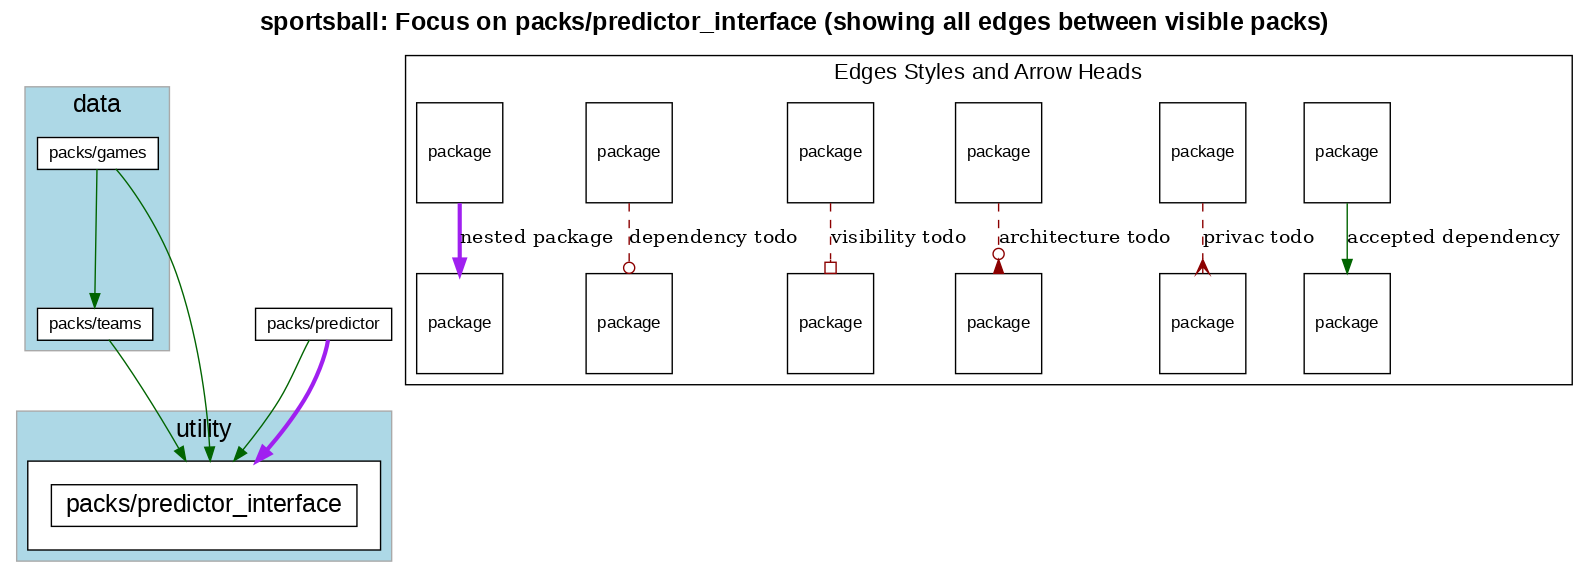 sportsball: Focus on packs/predictor_interface (showing all edges between visible packs)
data
packs/games
packs/teams
packs/predictor
utility
packs/predictor_interface
Edges Styles and Arrow Heads
package
package
package
package
package
package
nested package
dependency todo
visibility todo
architecture todo
privac todo
accepted dependency
package
package
package
package
package
package